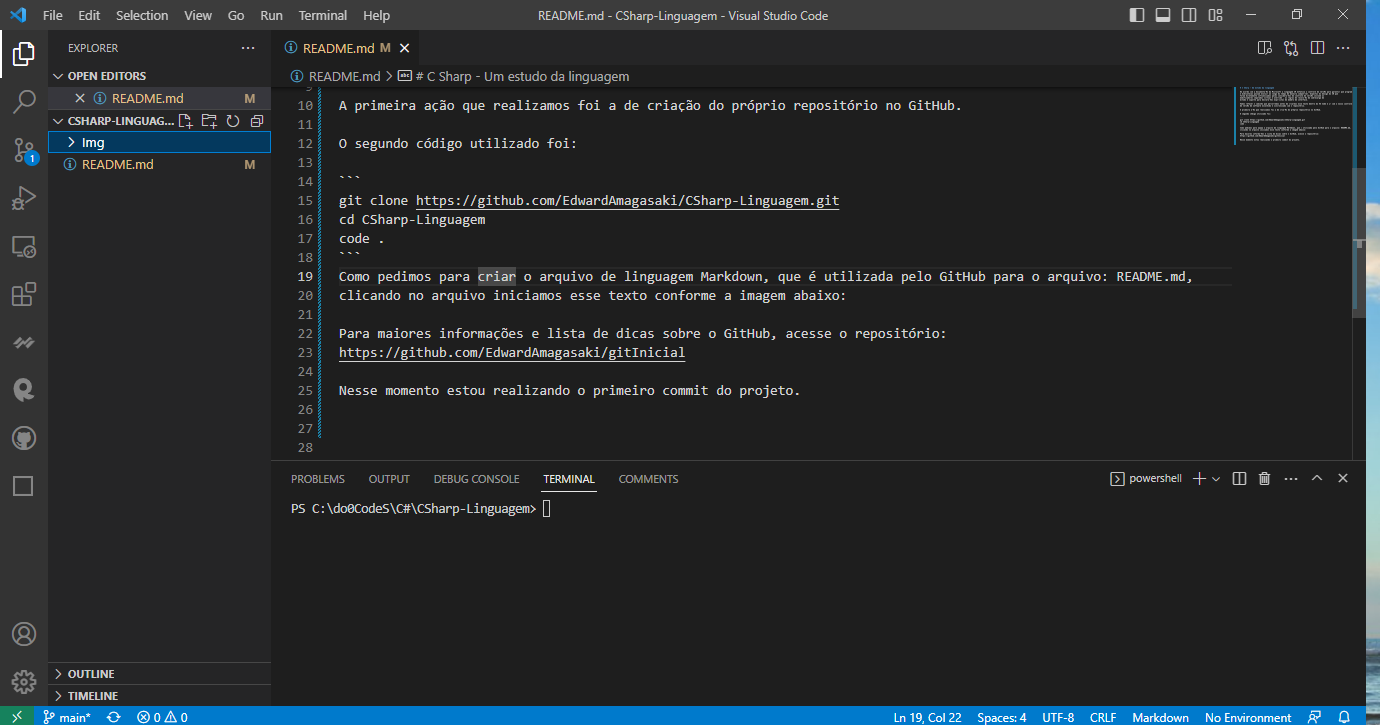 File Edit Selection View Go Run Terminal Help README.md - CSharp-Linguagem - Visual Studio Code
EXPLORER
OPEN EDITORS
README.md M
CSHARP-LINGUAG...
Img
README.md M
OUTLINE
TIMELINE
1
README.md M
README.md > # C Sharp - Um estudo da linguagem
9
10 A primeira ação que realizamos foi a de criação do próprio repositório no GitHub.
11
12 O segundo código utilizado foi:
13
14 ```
15 git clone https://github.com/EdwardAmagasaki/CSharp-Linguagem.git
16 cd CSharp-Linguagem
17 code .
18 ```
19 Como pedimos para criar o arquivo de linguagem Markdown, que é utilizada pelo GitHub para o arquivo: README.md,
20 clicando no arquivo iniciamos esse texto conforme a imagem abaixo:
21
22 Para maiores informações e lista de dicas sobre o GitHub, acesse o repositório:
23 https://github.com/EdwardAmagasaki/gitInicial
24
25 Nesse momento estou realizando o primeiro commit do projeto.
26
27
28
PROBLEMS OUTPUT DEBUG CONSOLE TERMINAL COMMENTS powershell
PS C:\do0CodeS\C#\CSharp-Linguagem>
main* 0 0 Ln 19, Col 22 Spaces: 4 UTF-8 CRLF Markdown No Environment